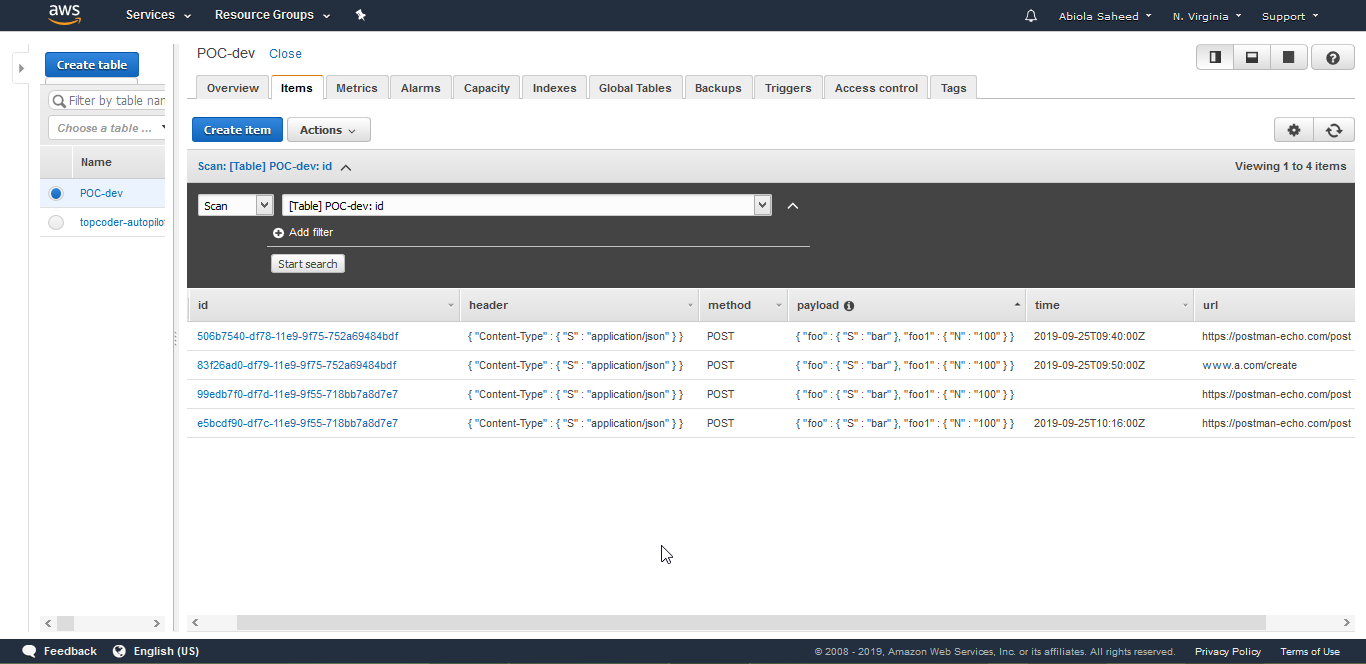 aws Services Resource Groups Abiola Saheed N. Virginia Support
Create table
Filter by table nar
Choose a table ...
Name
POC-dev
topcoder-autopilo
POC-dev Close
Overview Items Metrics Alarms Capacity Indexes Global Tables Backups Triggers Access control Tags
Create item Actions
Scan: [Table] POC-dev: id Viewing 1 to 4 items
Scan [Table] POC-dev: id
Add filter
Start search
id header method payload time url
506b7540-df78-11e9-9f75-752a69484bdf { "Content-Type" : { "S" : "application/json" } } POST { "foo" : { "S" : "bar" }, "foo1" : { "N" : "100" } } 2019-09-25T09:40:00Z https://postman-echo.com/post
83f26ad0-df79-11e9-9f75-752a69484bdf { "Content-Type" : { "S" : "application/json" } } POST { "foo" : { "S" : "bar" }, "foo1" : { "N" : "100" } } 2019-09-25T09:50:00Z www.a.com/create
99edb7f0-df7d-11e9-9f55-718bb7a8d7e7 { "Content-Type" : { "S" : "application/json" } } POST { "foo" : { "S" : "bar" }, "foo1" : { "N" : "100" } } https://postman-echo.com/post
e5bcdf90-df7c-11e9-9f55-718bb7a8d7e7 { "Content-Type" : { "S" : "application/json" } } POST { "foo" : { "S" : "bar" }, "foo1" : { "N" : "100" } } 2019-09-25T10:16:00Z https://postman-echo.com/post
Feedback English (US) © 2008 - 2019, Amazon Web Services, Inc. or its affiliates. All rights reserved. Privacy Policy Terms of Use